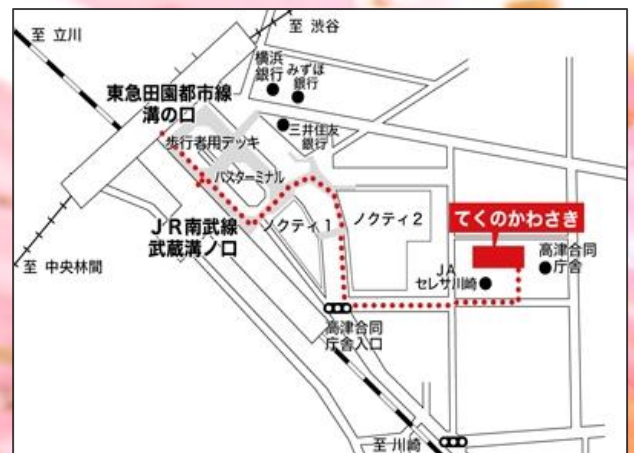 至 立川
至 渋谷
横浜
銀行
みずほ
銀行
東急田園都市線
溝の口
三井住友
銀行
歩行者用デッキ
バスターミナル
JR南武線
武蔵溝ノ口
ノクティ1
ノクティ2
てくのかわさき
高津合同
庁舎
JA
セレサ川崎
至 中央林間
高津合同
庁舎入口
至 川崎